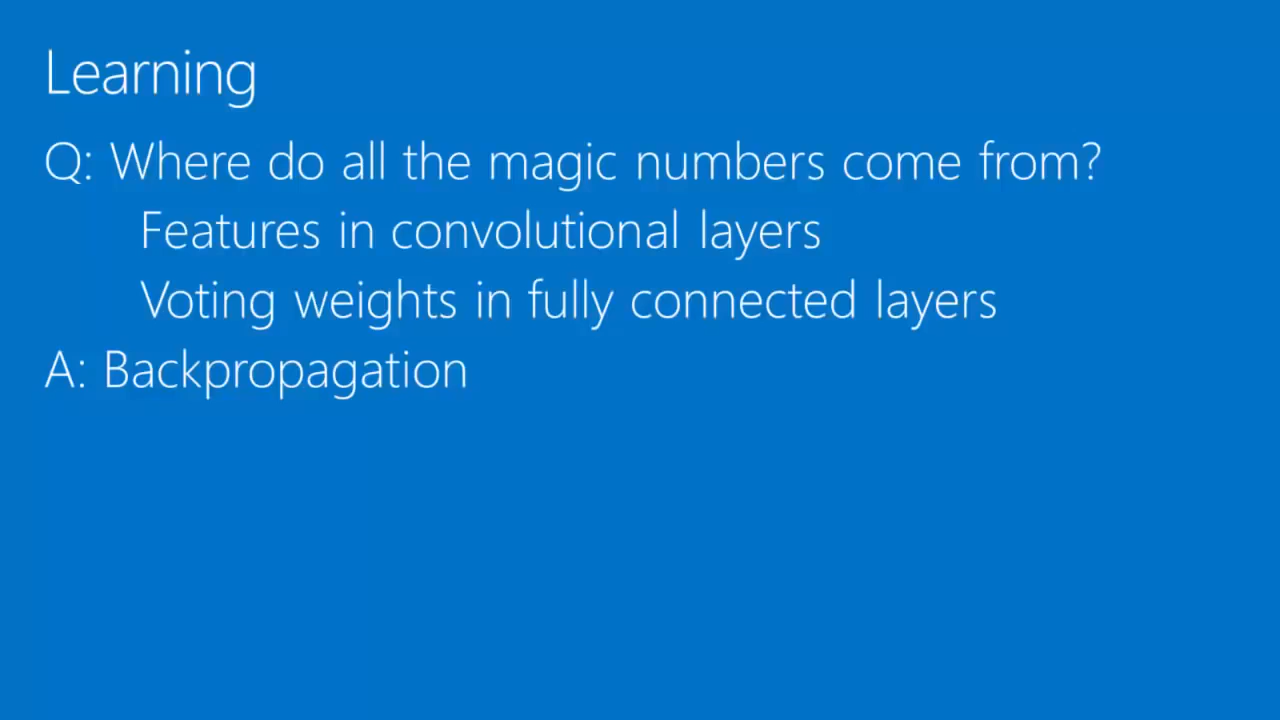 Learning
Q: Where do all the magic numbers come from?
Features in convolutional layers
Voting weights in fully connected layers
A: Backpropagation